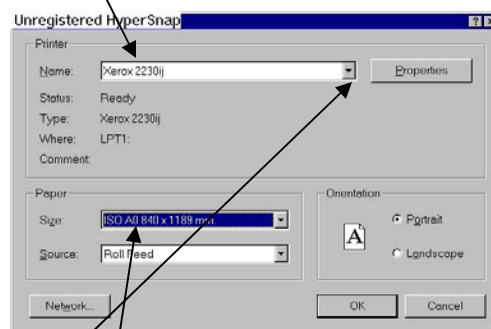 Unregistered HyperSnap
Printer
Name: Xerox 2230ij Properties
Status: Ready
Type: Xerox 2230ij
Where: LPT1:
Comment:
Paper Orientation
Size: ISO A0 840 x 1189 mm. Portrait
Source: Roll Feed A Landscape
Network... OK Cancel